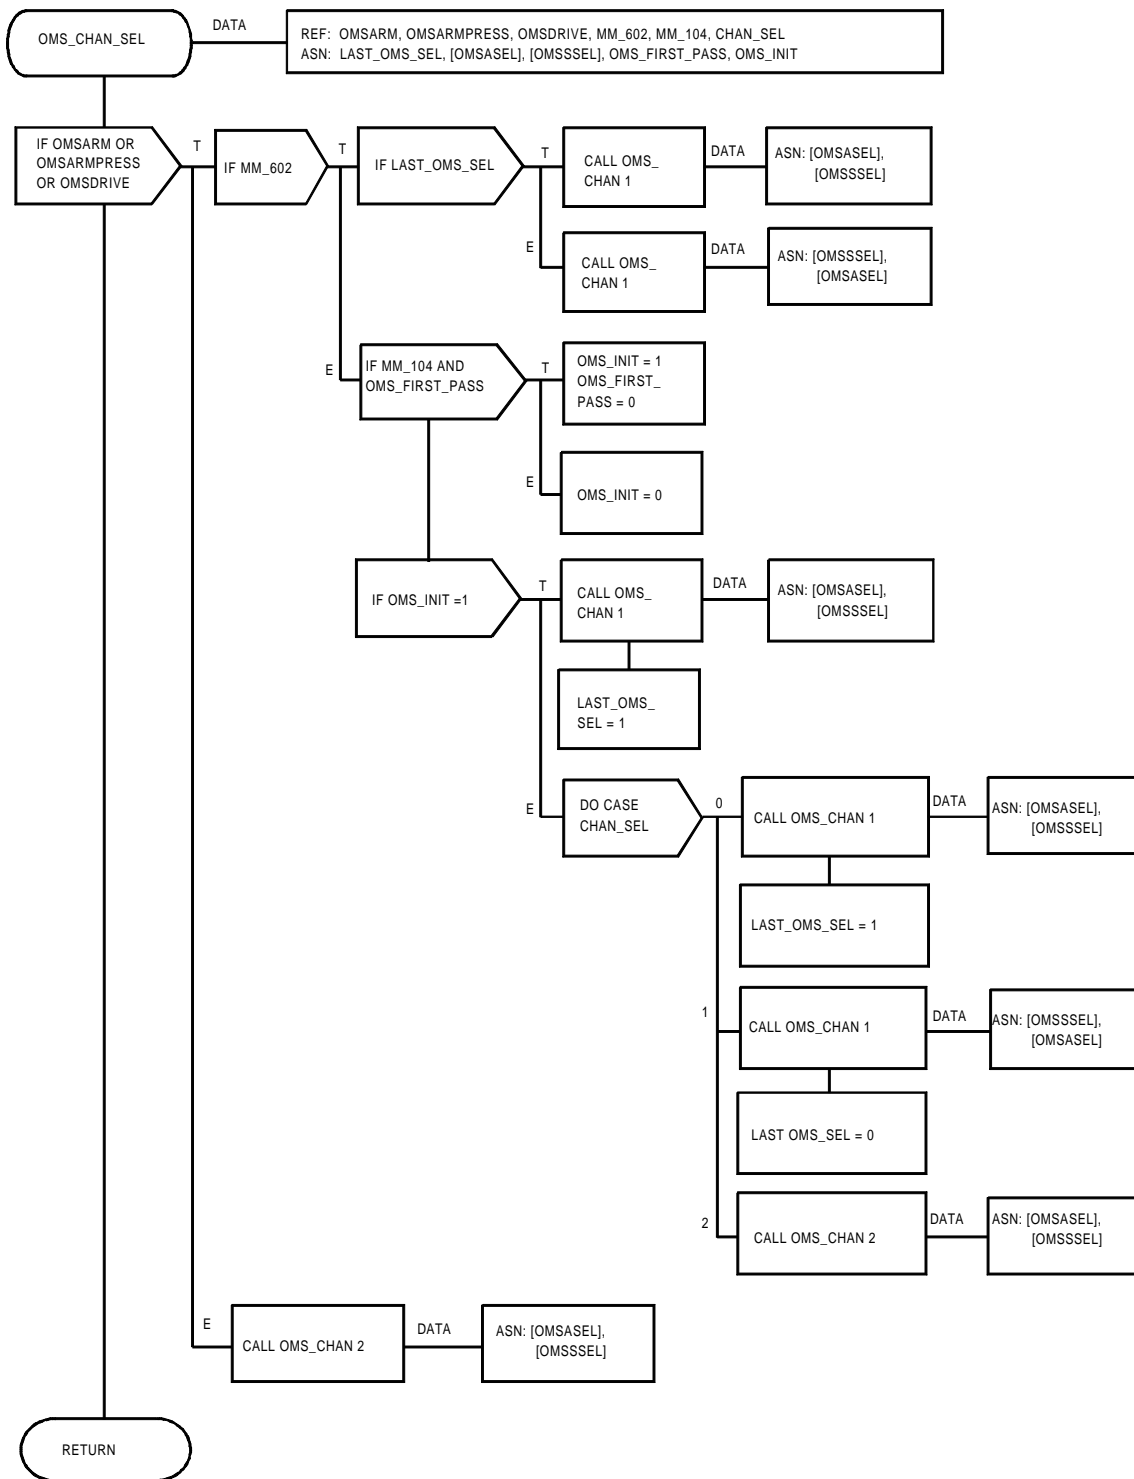 OMS_CHAN_SEL
DATA
REF: OMSARM, OMSARMPRESS, OMSDRIVE, MM_602, MM_104, CHAN_SEL
ASN: LAST_OMS_SEL, [OMSASEL], [OMSSSEL], OMS_FIRST_PASS, OMS_INIT
IF OMSARM OR
OMSARMPRESS
OR OMSDRIVE
T
IF MM_602
T
IF LAST_OMS_SEL
T
CALL OMS_
CHAN 1
DATA
ASN: [OMSASEL],
[OMSSSEL]
E
CALL OMS_
CHAN 1
DATA
ASN: [OMSSSEL],
[OMSASEL]
E
IF MM_104 AND
OMS_FIRST_PASS
T
OMS_INIT = 1
OMS_FIRST_
PASS = 0
E
OMS_INIT = 0
IF OMS_INIT =1
T
CALL OMS_
CHAN 1
DATA
ASN: [OMSASEL],
[OMSSSEL]
LAST_OMS_
SEL = 1
E
DO CASE
CHAN_SEL
0
CALL OMS_CHAN 1
DATA
ASN: [OMSASEL],
[OMSSSEL]
LAST_OMS_SEL = 1
1
CALL OMS_CHAN 1
DATA
ASN: [OMSSSEL],
[OMSASEL]
LAST OMS_SEL = 0
2
CALL OMS_CHAN 2
DATA
ASN: [OMSASEL],
[OMSSSEL]
E
CALL OMS_CHAN 2
DATA
ASN: [OMSASEL],
[OMSSSEL]
RETURN